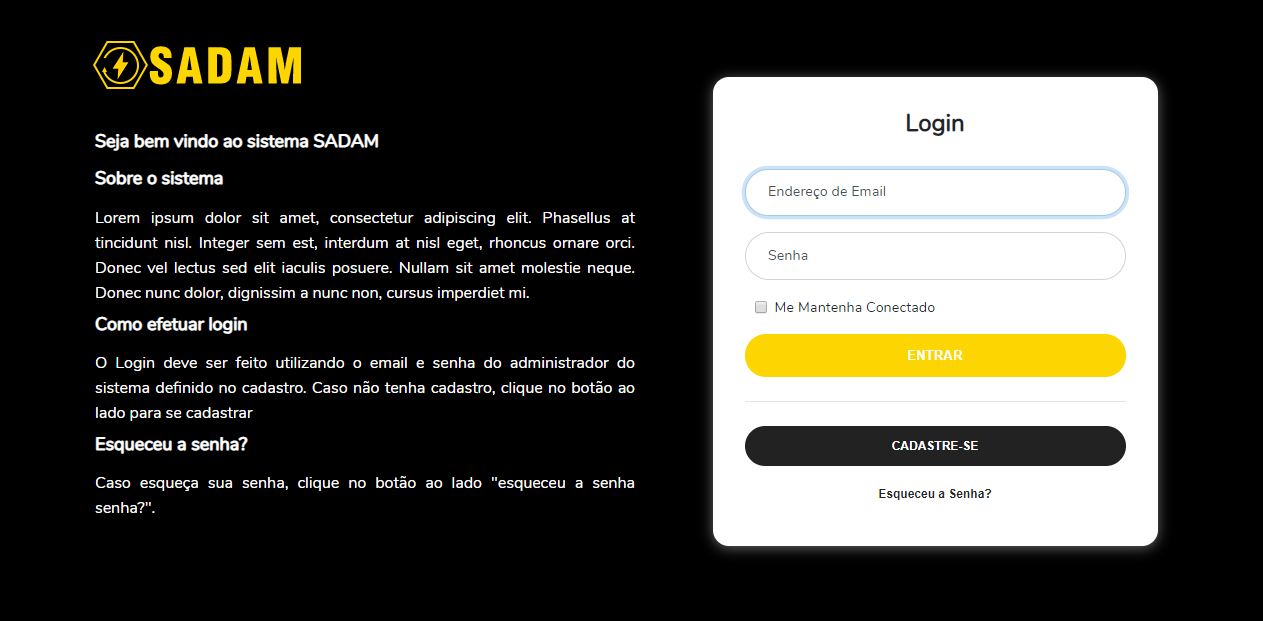 SADAM
Seja bem vindo ao sistema SADAM
Sobre o sistema
Lorem ipsum dolor sit amet, consectetur adipiscing elit. Phasellus at
tincidunt nisl. Integer sem est, interdum at nisl eget, rhoncus ornare orci.
Donec vel lectus sed elit iaculis posuere. Nullam sit amet molestie neque.
Donec nunc dolor, dignissim a nunc non, cursus imperdiet mi.
Como efetuar login
O Login deve ser feito utilizando o email e senha do administrador do
sistema definido no cadastro. Caso não tenha cadastro, clique no botão ao
lado para se cadastrar
Esqueceu a senha?
Caso esqueça sua senha, clique no botão ao lado "esqueceu a senha
senha?".
Login
Endereço de Email
Senha
Me Mantenha Conectado
ENTRAR
CADASTRE-SE
Esqueceu a Senha?